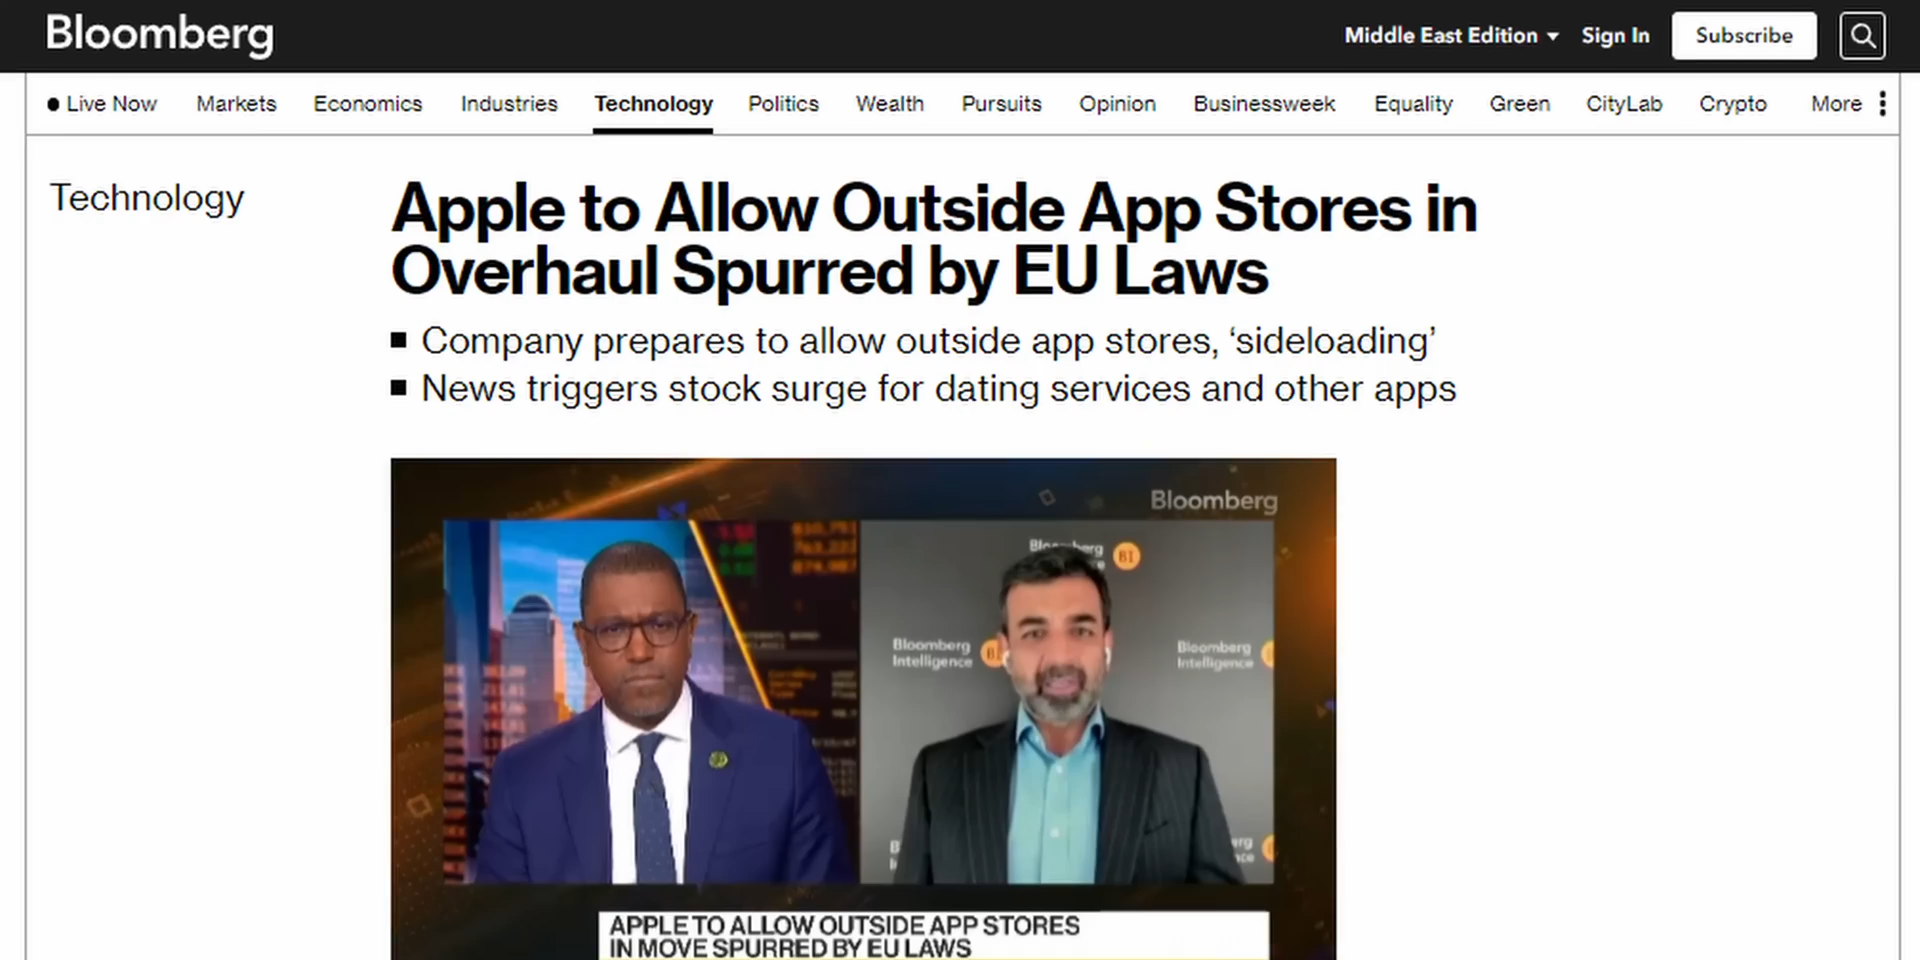 Bloomberg
Middle East Edition
Sign In
Subscribe
Live Now
Markets
Economics
Industries
Technology
Politics
Wealth
Pursuits
Opinion
Businessweek
Equality
Green
CityLab
Crypto
More
Technology
Apple to Allow Outside App Stores in
Overhaul Spurred by EU Laws
Company prepares to allow outside app stores, ‘sideloading’
News triggers stock surge for dating services and other apps
Bloomberg
BI
Bloomberg
Intelligence
Bloomberg
Intelligence
APPLE TO ALLOW OUTSIDE APP STORES
IN MOVE SPURRED BY EU LAWS